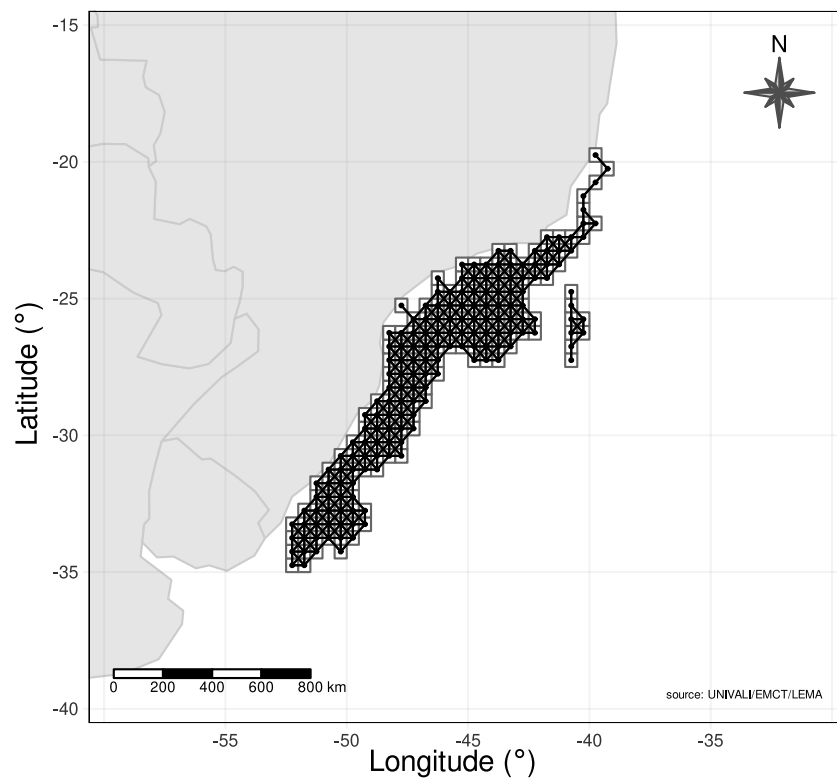 -15
N
-20
-25
-30
-35
-40
Latitude (°)
0 200 400 600 800 km
source: UNIVALI/EMCT/LEMA
-55 -50 -45 -40 -35
Longitude (°)